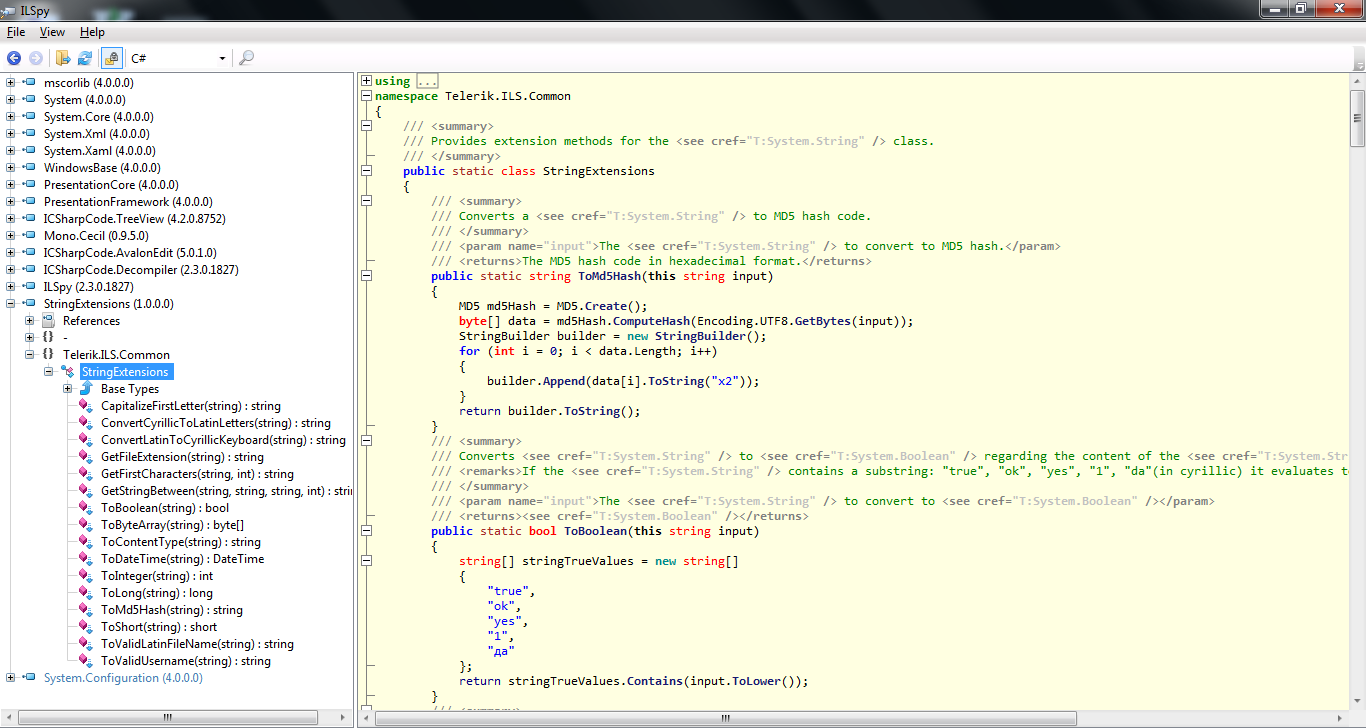 ILSpy
File View Help
C#
mscorlib (4.0.0.0)
System (4.0.0.0)
System.Core (4.0.0.0)
System.Xml (4.0.0.0)
System.Xaml (4.0.0.0)
WindowsBase (4.0.0.0)
PresentationCore (4.0.0.0)
PresentationFramework (4.0.0.0)
ICSharpCode.TreeView (4.2.0.8752)
Mono.Cecil (0.9.5.0)
ICSharpCode.AvalonEdit (5.0.1.0)
ICSharpCode.Decompiler (2.3.0.1827)
ILSpy (2.3.0.1827)
StringExtensions (1.0.0.0)
References
{} -
{} Telerik.ILS.Common
StringExtensions
Base Types
CapitalizeFirstLetter(string) : string
ConvertCyrillicToLatinLetters(string) : string
ConvertLatinToCyrillicKeyboard(string) : string
GetFileExtension(string) : string
GetFirstCharacters(string, int) : string
GetStringBetween(string, string, string, int) : stri
ToBoolean(string) : bool
ToByteArray(string) : byte[]
ToContentType(string) : string
ToDateTime(string) : DateTime
ToInteger(string) : int
ToLong(string) : long
ToMd5Hash(string) : string
ToShort(string) : short
ToValidLatinFileName(string) : string
ToValidUsername(string) : string
System.Configuration (4.0.0.0)
using ...
namespace Telerik.ILS.Common
{
/// <summary>
/// Provides extension methods for the <see cref="T:System.String" /> class.
/// </summary>
public static class StringExtensions
{
/// <summary>
/// Converts a <see cref="T:System.String" /> to MD5 hash code.
/// </summary>
/// <param name="input">The <see cref="T:System.String" /> to convert to MD5 hash.</param>
/// <returns>The MD5 hash code in hexadecimal format.</returns>
public static string ToMd5Hash(this string input)
{
MD5 md5Hash = MD5.Create();
byte[] data = md5Hash.ComputeHash(Encoding.UTF8.GetBytes(input));
StringBuilder builder = new StringBuilder();
for (int i = 0; i < data.Length; i++)
{
builder.Append(data[i].ToString("x2"));
}
return builder.ToString();
}
/// <summary>
/// Converts <see cref="T:System.String" /> to <see cref="T:System.Boolean" /> regarding the content of the <see cref="T:System.Str
/// <remarks>If the <see cref="T:System.String" /> contains a substring: "true", "ok", "yes", "1", "da"(in cyrillic) it evaluates t
/// </summary>
/// <param name="input">The <see cref="T:System.String" /> to convert to <see cref="T:System.Boolean" /></param>
/// <returns><see cref="T:System.Boolean" /></returns>
public static bool ToBoolean(this string input)
{
string[] stringTrueValues = new string[]
{
"true",
"ok",
"yes",
"1",
"да"
};
return stringTrueValues.Contains(input.ToLower());
}